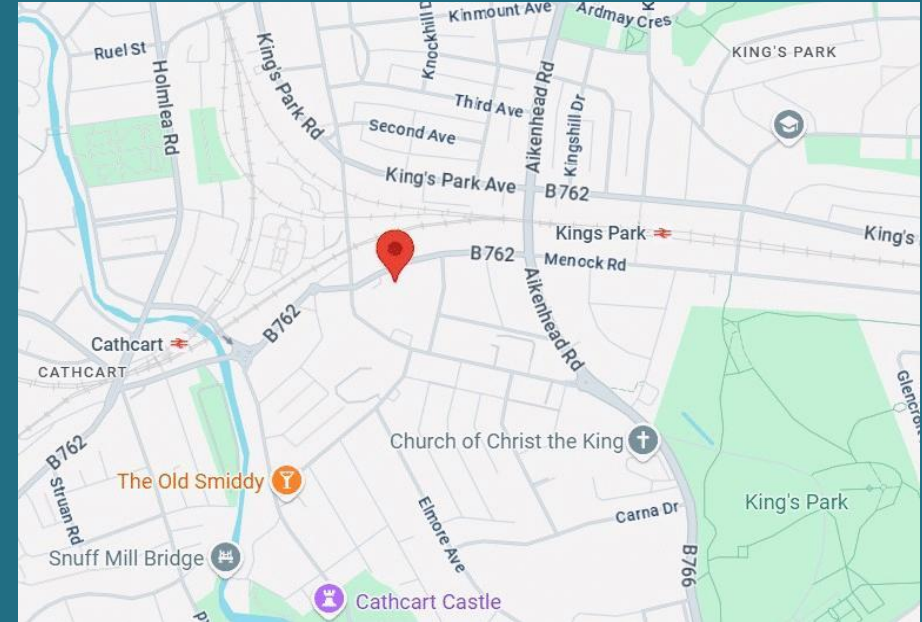 Kinmount Ave
Ardmay Cres
Ruel St
Holmlea Rd
King's Park Rd
KING'S PARK
Third Ave
Second Ave
Aikenhead Rd
Kingshill Dr
King's Park Ave
B762
Kings Park
King's
B762
Menock Rd
B762
Aikenhead Rd
Cathcart
CATHCART
Church of Christ the King
B762
The Old Smiddy
King's Park
Struan Rd
Elmore Ave
Carna Dr
Snuff Mill Bridge
B766
Cathcart Castle